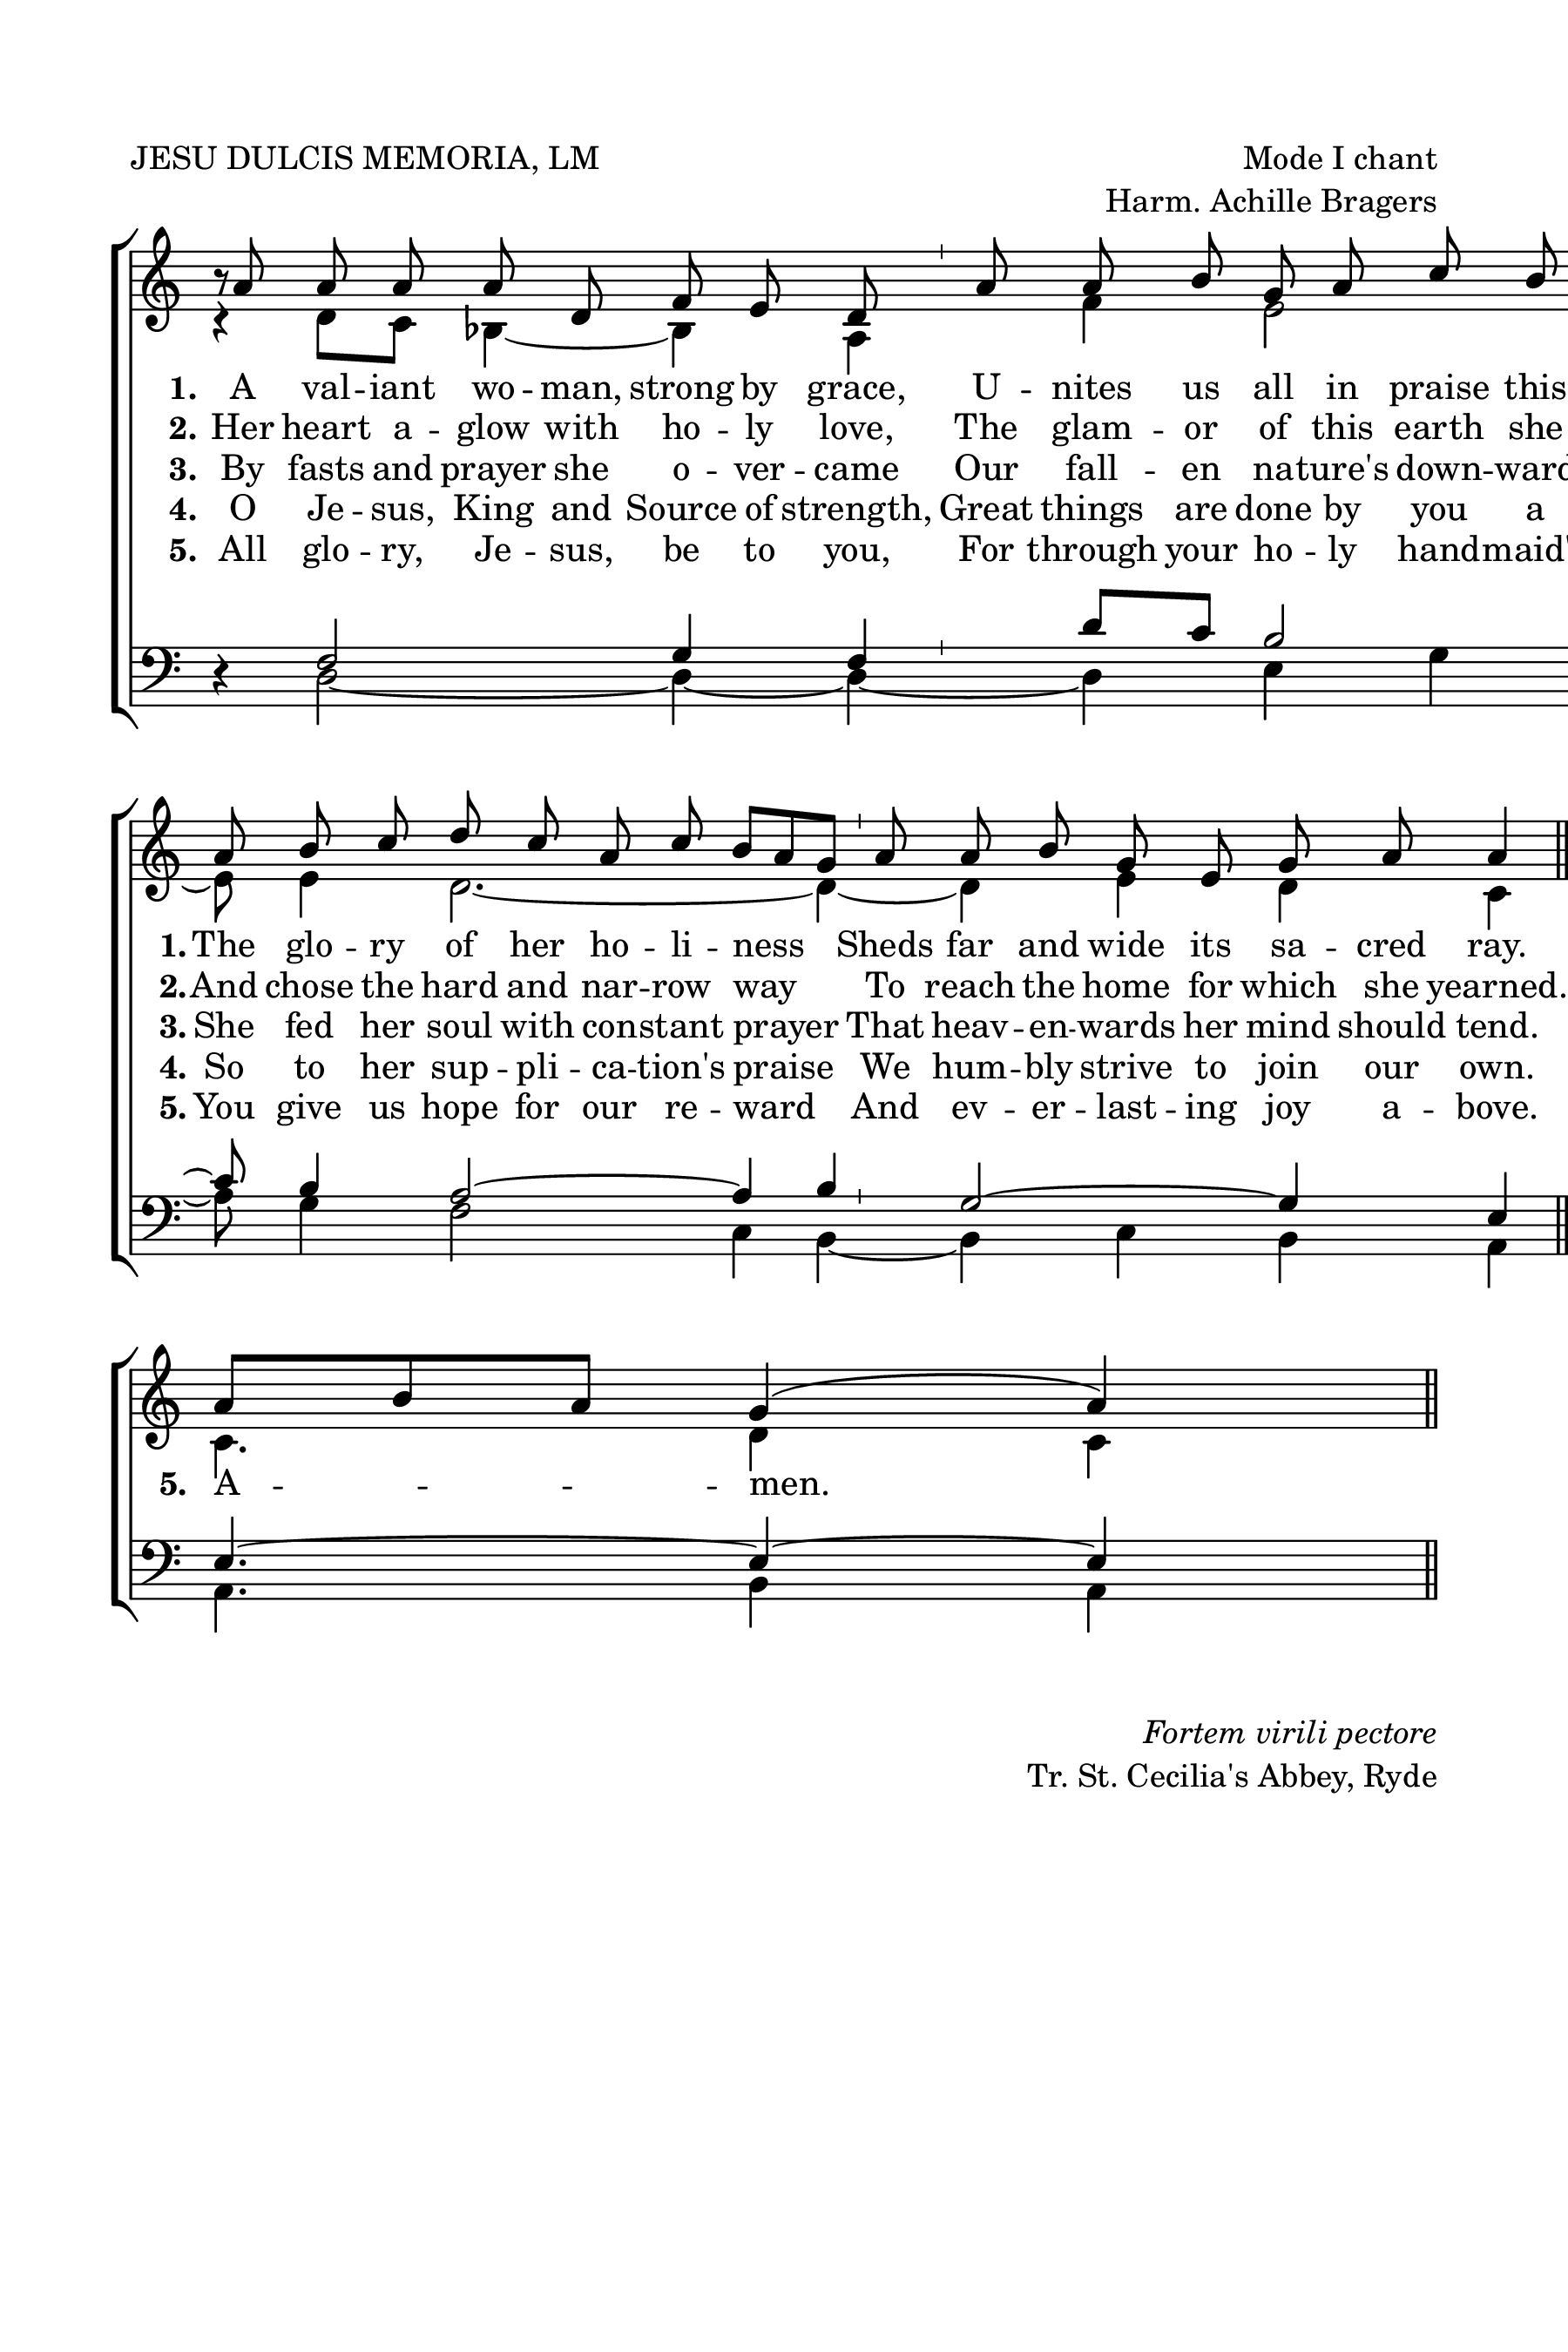 JESU DULCIS MEMORIA, LM
Mode I chant
Harm. Achille Bragers
1. A val -- iant wo -- man, strong by grace, U -- nites us all in praise this
2. Her heart a -- glow with ho -- ly love, The glam -- or of this earth she
3. By fasts and prayer she o -- ver -- came Our fall -- en nature's down -- ward
4. O Je -- sus, King and Source of strength, Great things are done by you a
5. All glo -- ry, Je -- sus, be to you, For through your ho -- ly handmaid'
1. The glo -- ry of her ho -- li -- ness Sheds far and wide its sa -- cred ray.
2. And chose the hard and nar -- row way To reach the home for which she yearned.
3. She fed her soul with constant prayer That heav -- en -- wards her mind should tend.
4. So to her sup -- pli -- ca -- tion's praise We hum -- bly strive to join our own.
5. You give us hope for our re -- ward And ev -- er -- last -- ing joy a -- bove.
5. A -- -- -- -- men.
Fortem virili pectore
Tr. St. Cecilia's Abbey, Ryde